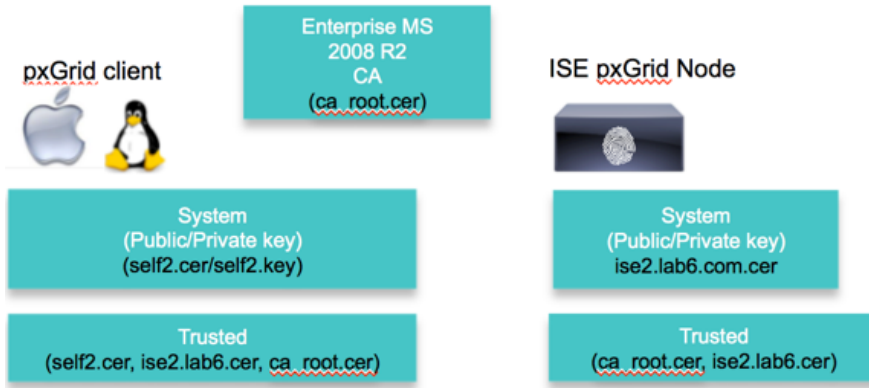 Enterprise MS
2008 R2
CA
(ca_root.cer)
pxGrid client
ISE pxGrid Node
System
(Public/Private key)
(self2.cer/self2.key)
System
(Public/Private key)
ise2.lab6.com.cer
Trusted
(self2.cer, ise2.lab6.cer, ca_root.cer)
Trusted
(ca_root.cer, ise2.lab6.cer)